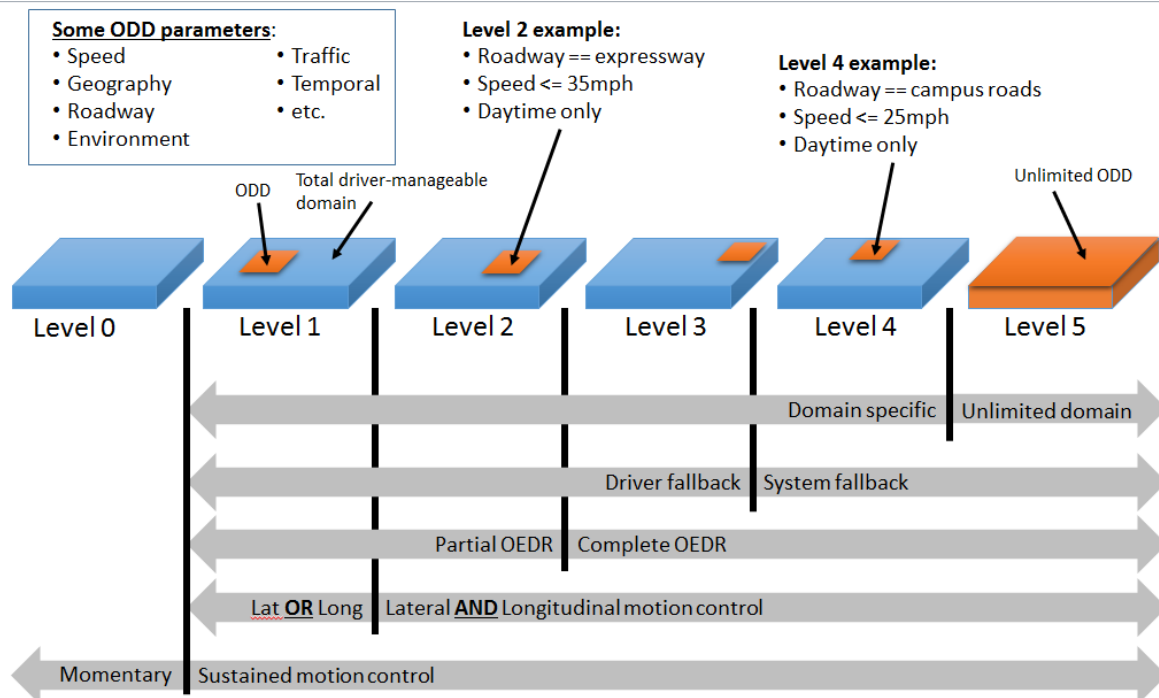 Some ODD parameters:
• Speed
• Geography
• Roadway
• Environment
• Traffic
• Temporal
• etc.
Level 2 example:
• Roadway == expressway
• Speed <= 35mph
• Daytime only
Level 4 example:
• Roadway == campus roads
• Speed <= 25mph
• Daytime only
ODD
Total driver-manageable
domain
Unlimited ODD
Level 0
Level 1
Level 2
Level 3
Level 4
Level 5
Domain specific
Unlimited domain
Driver fallback
System fallback
Partial OEDR
Complete OEDR
Lat OR Long
Lateral AND Longitudinal motion control
Momentary
Sustained motion control